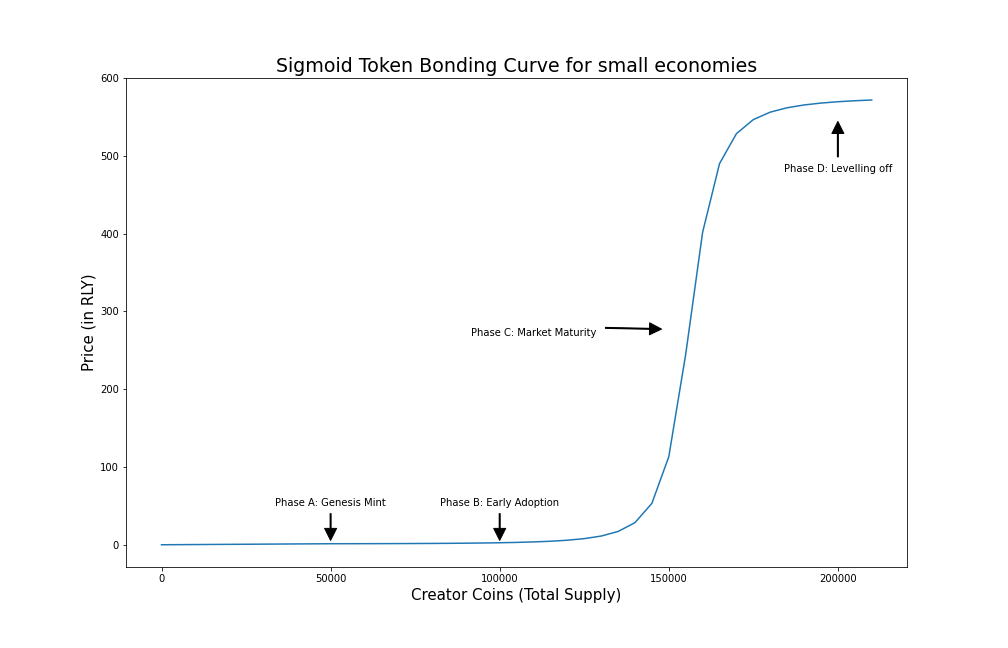 Sigmoid Token Bonding Curve for small economies
600
500
Phase D: Levelling off
400
Price (in RLY)
300
Phase C: Market Maturity
200
100
Phase A: Genesis Mint
Phase B: Early Adoption
0
0
50000
100000
150000
200000
Creator Coins (Total Supply)